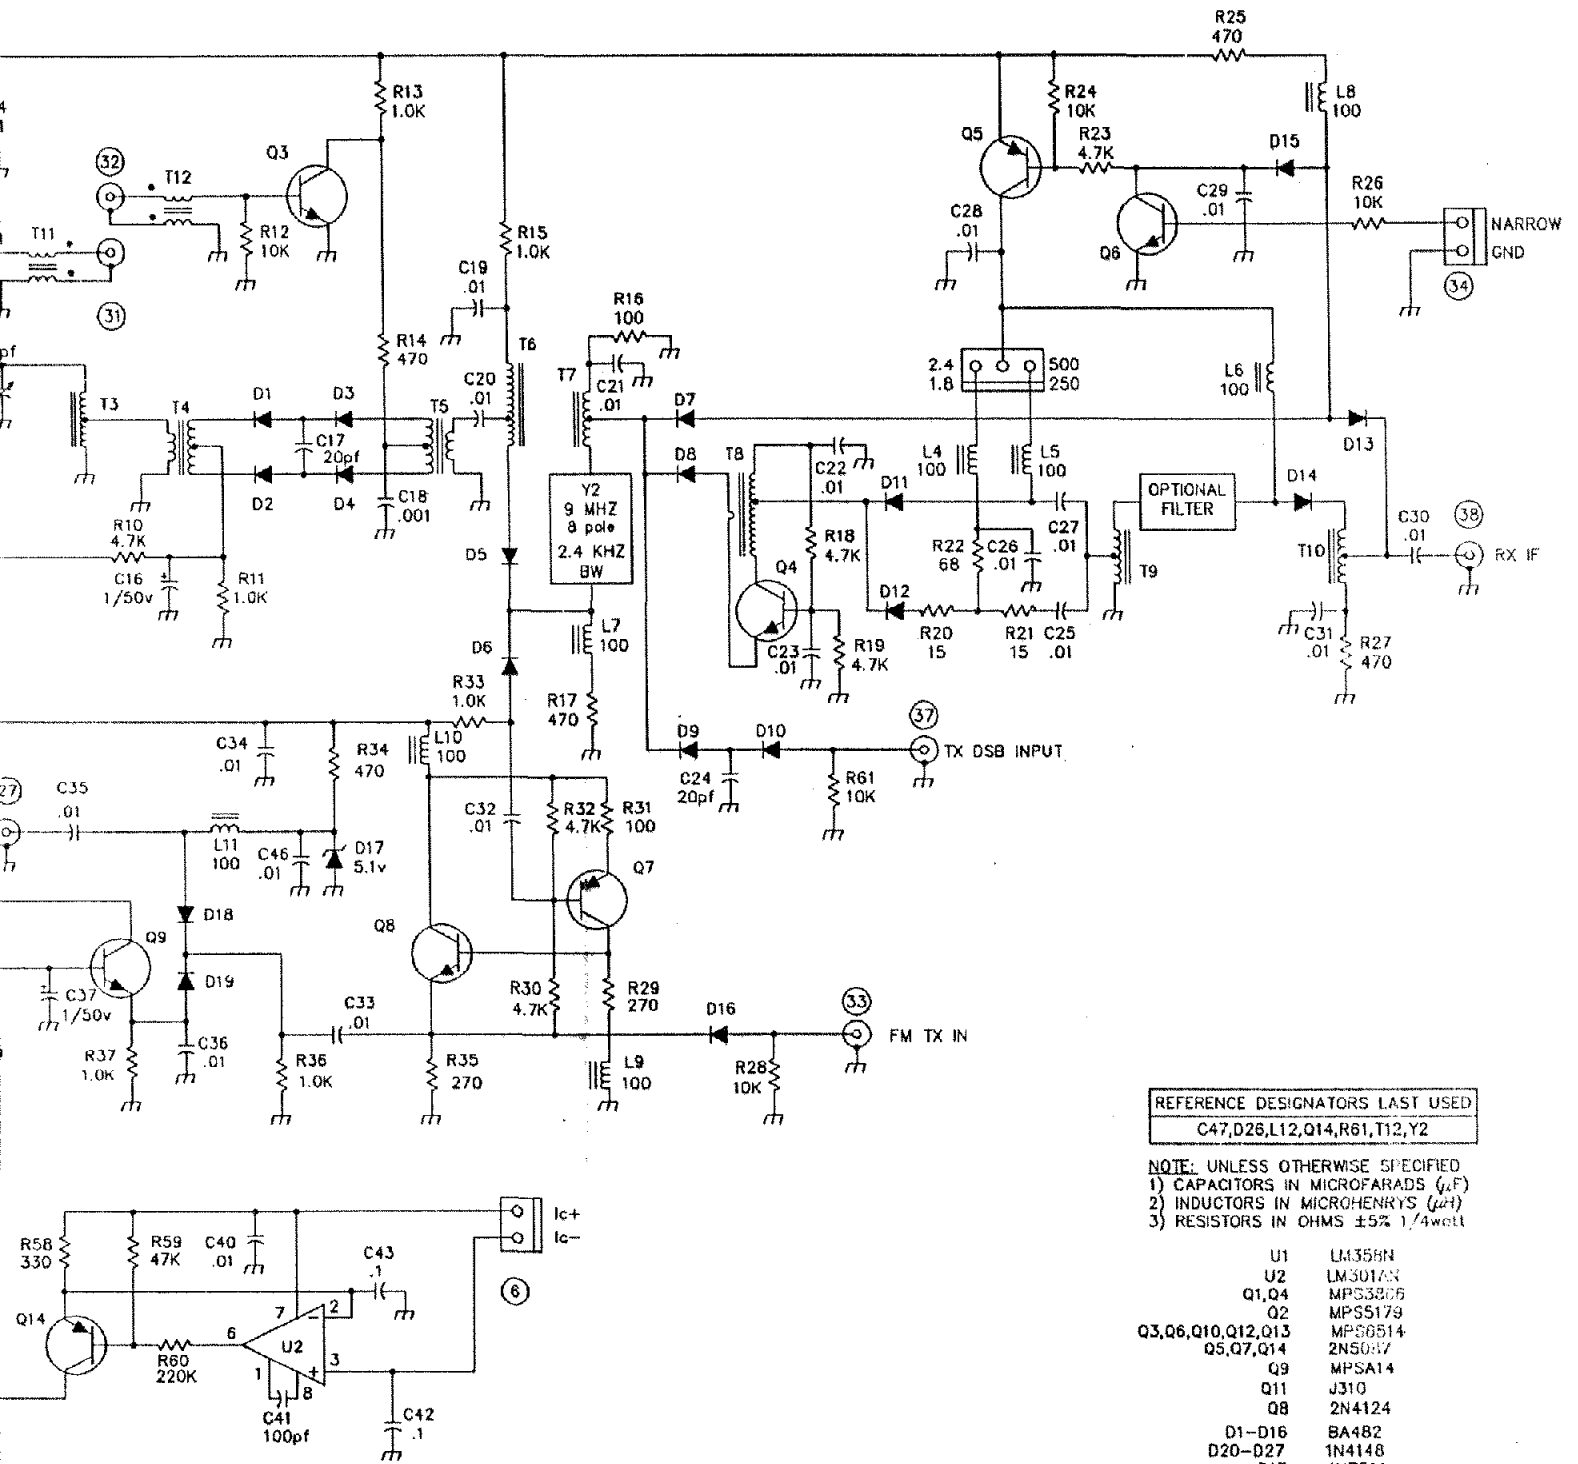 R25
470
R13
1.0K
R24
10K
L8
100
Q5
R23
4.7K
D15
32
Q3
T12
C29
.01
R26
10K
R12
10K
C28
.01
NARROW
GND
T11
R15
1.0K
Q6
34
C19
.01
31
R16
100
R14
470
T6
pf
2.4
1.8
500
250
L6
100
C20
.01
T7
C21
.01
T3
T4
D1
D3
T5
D7
D13
C17
20pf
D8
T8
C22
.01
L4
100
L5
100
D2
D4
C18
.001
Y2
9 MHZ
8 pole
2.4 KHZ
BW
D11
OPTIONAL
FILTER
D14
38
R10
4.7K
R18
4.7K
R22
68
C26
.01
C27
.01
C30
.01
RX IF
D5
T9
T10
C16
1/50v
R11
1.0K
Q4
D12
L7
100
R20
15
R21
15
C25
.01
C31
.01
R27
470
D6
C23
.01
R19
4.7K
R33
1.0K
R17
470
37
C34
.01
R34
470
L10
100
D9
D10
TX DSB INPUT
27
C35
.01
C24
20pf
R61
10K
C32
.01
R32
4.7K
R31
100
L11
100
C46
.01
D17
5.1v
Q7
D18
Q8
Q9
D19
C37
1/50v
R30
4.7K
R29
270
C33
.01
D16
33
FM TX IN
R37
1.0K
C36
.01
R36
1.0K
R35
270
L9
100
R28
10K
REFERENCE DESIGNATORS LAST USED
C47,D26,L12,Q14,R61,T12,Y2
NOTE: UNLESS OTHERWISE SPECIFIED
1) CAPACITORS IN MICROFARADS (µF)
2) INDUCTORS IN MICROHENRYS (µH)
3) RESISTORS IN OHMS ±5% 1/4watt
Ic+
Ic-
R58
330
R59
47K
C40
.01
C43
.1
6
Q14
7
2
6
U2
3
1
8
R60
220K
C41
100pf
C42
.1
U1 LM358N
U2 LM301AN
Q1,Q4
Q2 MPS5179
Q3,Q6,Q10,Q12,Q13 MPS6514
Q5,Q7,Q14 2N5087
Q9 MPSA14
Q11 J310
Q8 2N4124
D1-D16 BA482
D20-D27 1N4148